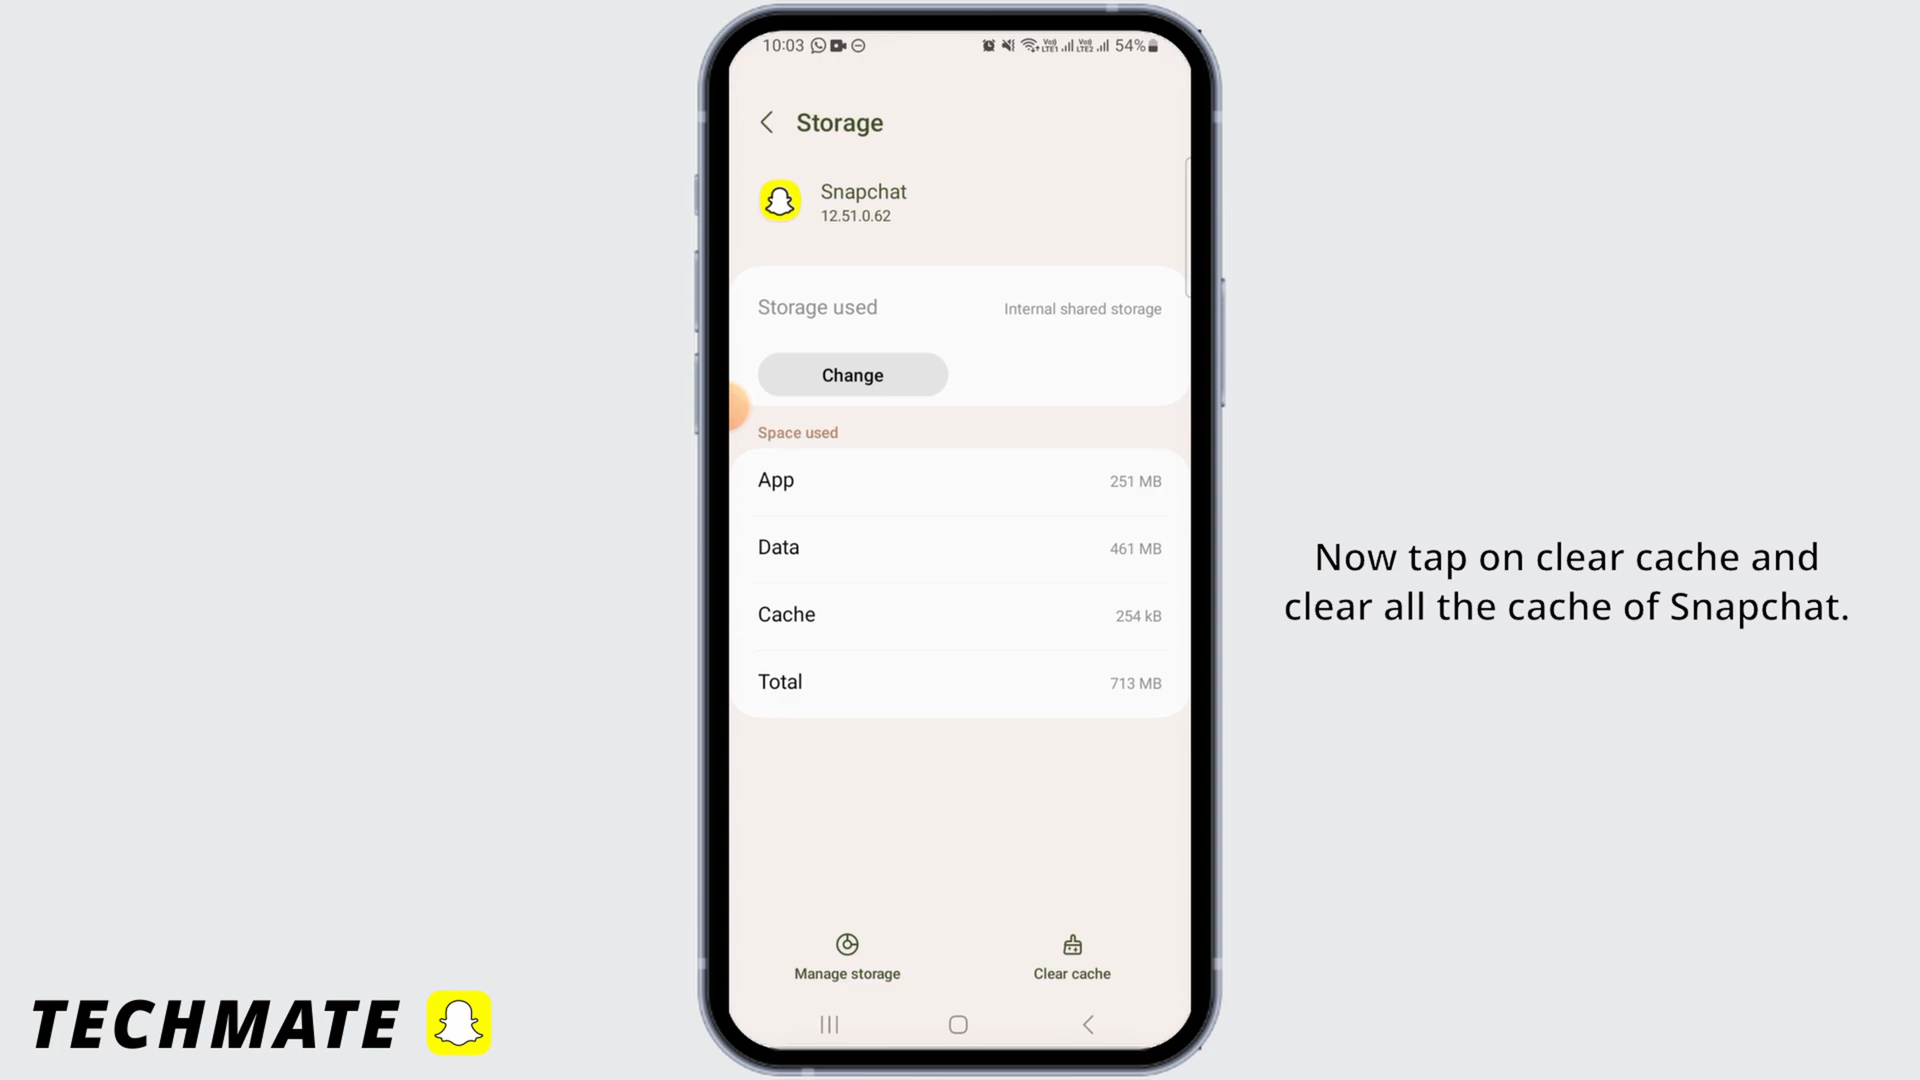 10:03 54%
Storage
Snapchat
12.51.0.62
Storage used Internal shared storage
Change
Space used
App 251 MB
Data 461 MB
Cache 254 kB
Total 713 MB
Manage storage Clear cache
Now tap on clear cache and
clear all the cache of Snapchat.
TECHMATE